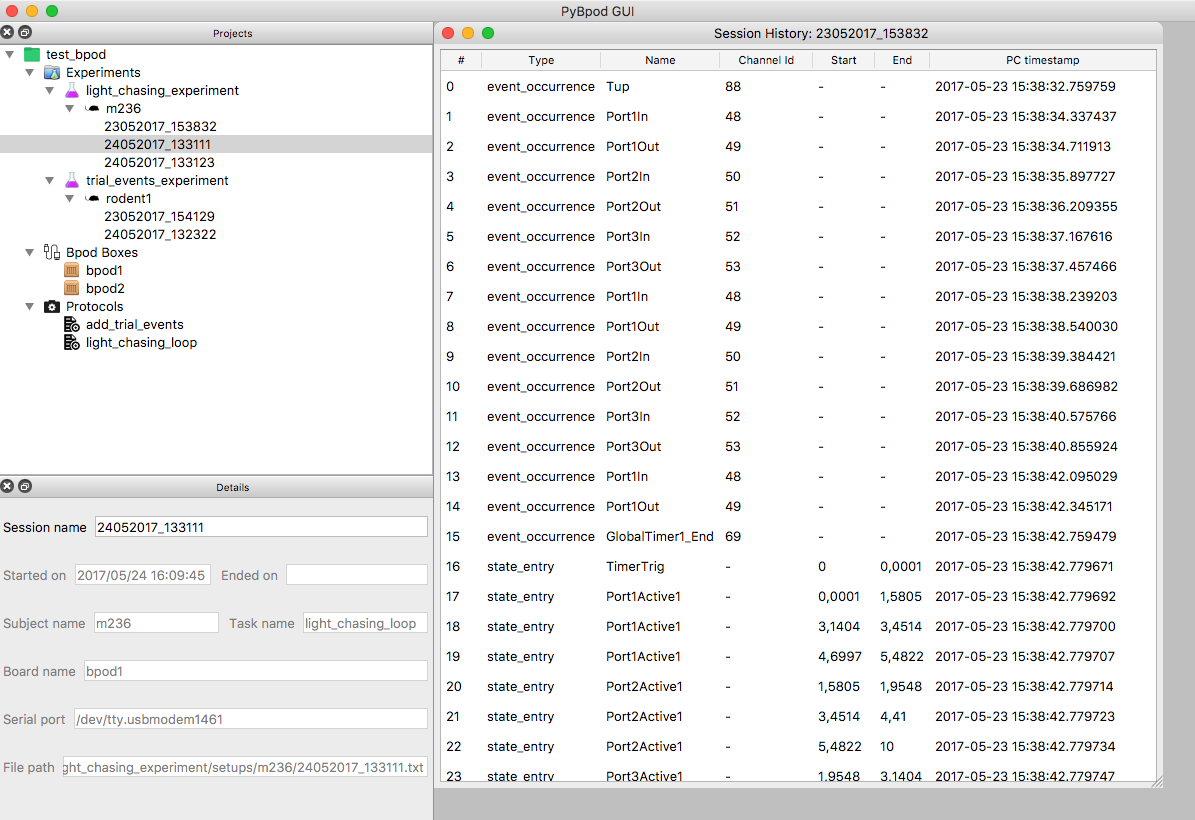 PyBpod GUI
Projects
test_bpod
Experiments
light_chasing_experiment
m236
23052017_153832
24052017_133111
24052017_133123
trial_events_experiment
rodent1
23052017_154129
24052017_132322
Bpod Boxes
bpod1
bpod2
Protocols
add_trial_events
light_chasing_loop
Details
Session name 24052017_133111
Started on 2017/05/24 16:09:45 Ended on
Subject name m236 Task name light_chasing_loop
Board name bpod1
Serial port /dev/tty.usbmodem1461
File path ght_chasing_experiment/setups/m236/24052017_133111.txt
Session History: 23052017_153832
# Type Name Channel Id Start End PC timestamp
0 event_occurrence Tup 88 - - 2017-05-23 15:38:32.759759
1 event_occurrence Port1In 48 - - 2017-05-23 15:38:34.337437
2 event_occurrence Port1Out 49 - - 2017-05-23 15:38:34.711913
3 event_occurrence Port2In 50 - - 2017-05-23 15:38:35.897727
4 event_occurrence Port2Out 51 - - 2017-05-23 15:38:36.209355
5 event_occurrence Port3In 52 - - 2017-05-23 15:38:37.167616
6 event_occurrence Port3Out 53 - - 2017-05-23 15:38:37.457466
7 event_occurrence Port1In 48 - - 2017-05-23 15:38:38.239203
8 event_occurrence Port1Out 49 - - 2017-05-23 15:38:38.540030
9 event_occurrence Port2In 50 - - 2017-05-23 15:38:39.384421
10 event_occurrence Port2Out 51 - - 2017-05-23 15:38:39.686982
11 event_occurrence Port3In 52 - - 2017-05-23 15:38:40.575766
12 event_occurrence Port3Out 53 - - 2017-05-23 15:38:40.855924
13 event_occurrence Port1In 48 - - 2017-05-23 15:38:42.095029
14 event_occurrence Port1Out 49 - - 2017-05-23 15:38:42.345171
15 event_occurrence GlobalTimer1_End 69 - - 2017-05-23 15:38:42.759479
16 state_entry TimerTrig - 0 0,0001 2017-05-23 15:38:42.779671
17 state_entry Port1Active1 - 0,0001 1,5805 2017-05-23 15:38:42.779692
18 state_entry Port1Active1 - 3,1404 3,4514 2017-05-23 15:38:42.779700
19 state_entry Port1Active1 - 4,6997 5,4822 2017-05-23 15:38:42.779707
20 state_entry Port2Active1 - 1,5805 1,9548 2017-05-23 15:38:42.779714
21 state_entry Port2Active1 - 3,4514 4,41 2017-05-23 15:38:42.779723
22 state_entry Port2Active1 - 5,4822 10 2017-05-23 15:38:42.779734
23 state_entry Port3Active1 - 1,9548 3,1404 2017-05-23 15:38:42.779747